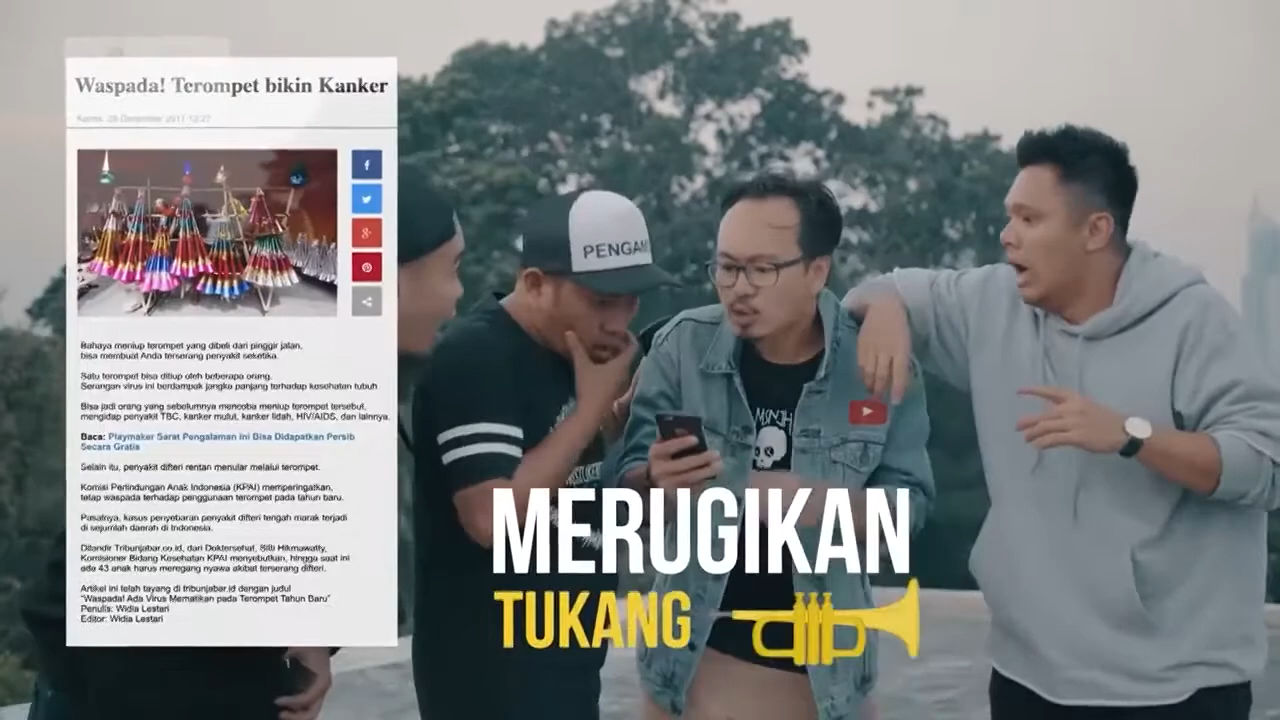 Waspada! Terompet bikin Kanker
Kamis, 28 Desember 2017 12:27
Bahaya meniup terompet yang dibeli dari pinggir jalan,
bisa membuat Anda terserang penyakit seketika.
Satu terompet bisa ditiup oleh beberapa orang.
Serangan virus ini berdampak jangka panjang terhadap kesehatan tubuh
Bisa jadi orang yang sebelumnya mencoba meniup terompet tersebut,
mengidap penyakit TBC, kanker mulut, kanker lidah, HIV/AIDS, dan lainnya.
Baca: Playmaker Sarat Pengalaman ini Bisa Didapatkan Persib
Secara Gratis
Selain itu, penyakit difteri rentan menular melalui terompet.
Komisi Perlindungan Anak Indonesia (KPAI) memperingatkan,
tetap waspada terhadap penggunaan terompet pada tahun baru.
Pasalnya, kasus penyebaran penyakit difteri tengah marak terjadi
di sejumlah daerah di Indonesia.
Dilansir Tribunjabar.co.id, dari Doktersehat, Sitti Hikmawatty,
Komisioner Bidang Kesehatan KPAI menyebutkan, hingga saat ini
ada 43 anak harus meregang nyawa akibat terserang difteri.
Artikel ini telah tayang di tribunjabar.id dengan judul
"Waspada! Ada Virus Mematikan pada Terompet Tahun Baru"
Penulis: Widia Lestari
Editor: Widia Lestari
PENGAM
MERUGIKAN
TUKANG